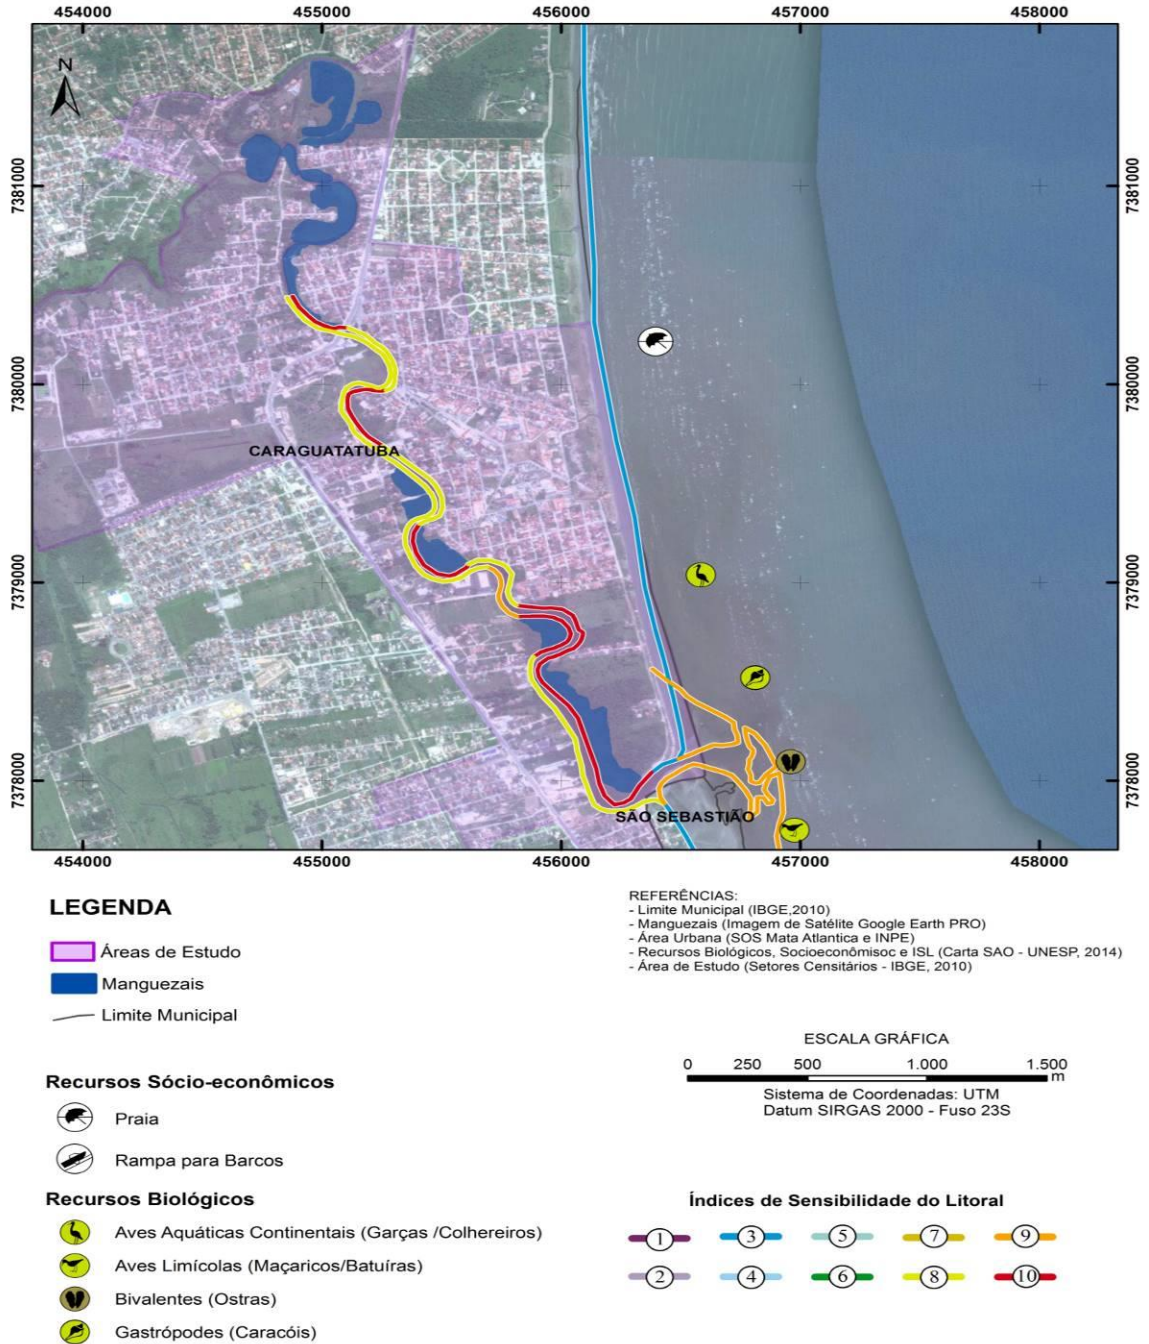 454000 455000 456000 457000 458000
N
7381000 7381000
7380000 7380000
CARAGUATATUBA
7379000 7379000
7378000 7378000
SÃO SEBASTIÃO
454000 455000 456000 457000 458000
LEGENDA
Áreas de Estudo
Manguezais
Limite Municipal
REFERÊNCIAS:
- Limite Municipal (IBGE,2010)
- Manguezais (Imagem de Satélite Google Earth PRO)
- Área Urbana (SOS Mata Atlantica e INPE)
- Recursos Biológicos, Socioeconômisoc e ISL (Carta SAO - UNESP, 2014)
- Área de Estudo (Setores Censitários - IBGE, 2010)
ESCALA GRÁFICA
0 250 500 1.000 1.500
m
Sistema de Coordenadas: UTM
Datum SIRGAS 2000 - Fuso 23S
Recursos Sócio-econômicos
Praia
Rampa para Barcos
Recursos Biológicos
Aves Aquáticas Continentais (Garças /Colhereiros)
Aves Limícolas (Maçaricos/Batuíras)
Bivalentes (Ostras)
Gastrópodes (Caracóis)
Índices de Sensibilidade do Litoral
1 3 5 7 9
2 4 6 8 10